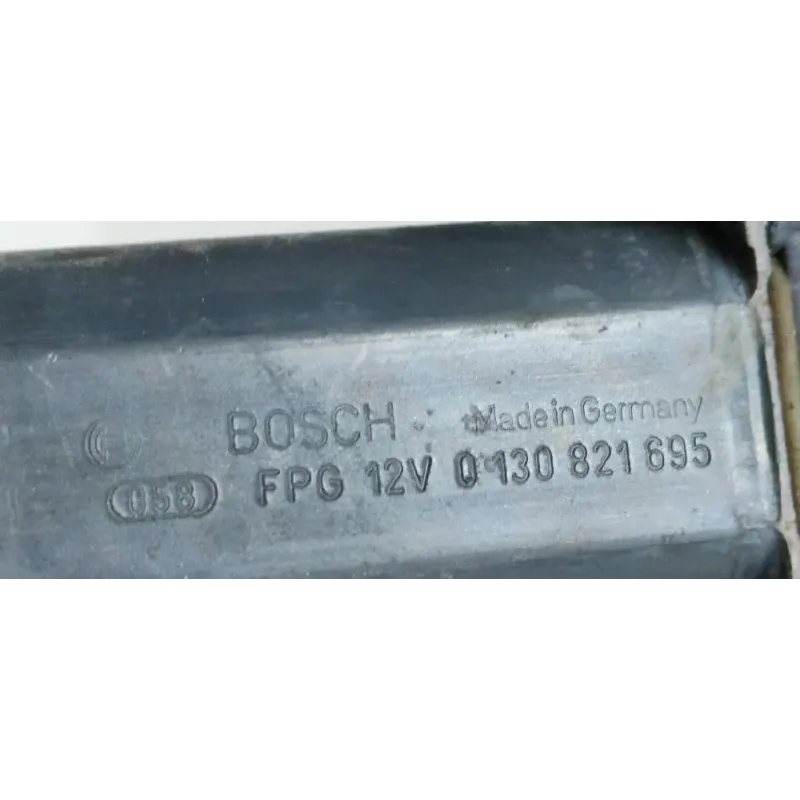 BOSCH Made in Germany
058 FPG 12V 0 130 821 695